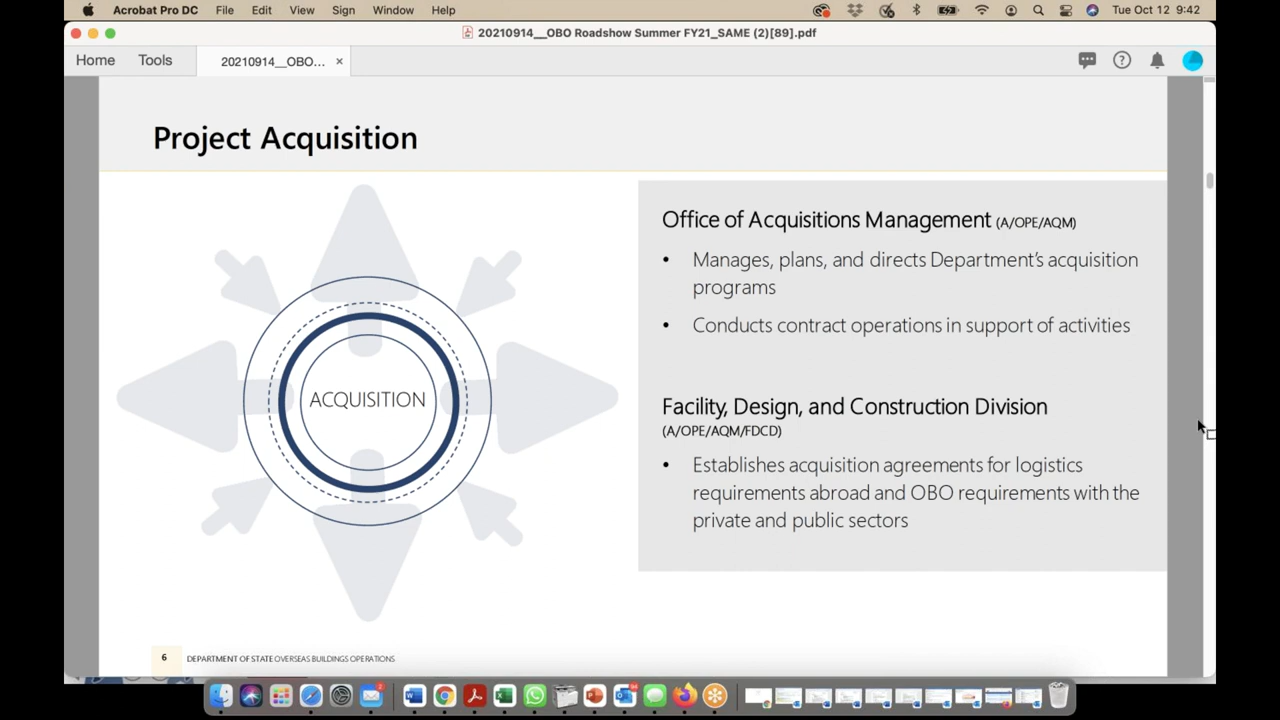 Acrobat Pro DC File Edit View Sign Window Help Tue Oct 12 9:42
20210914__OBO Roadshow Summer FY21_SAME (2)[89].pdf
Home Tools 20210914__OBO... ×
Project Acquisition
ACQUISITION
Office of Acquisitions Management (A/OPE/AQM)
• Manages, plans, and directs Department's acquisition
programs
• Conducts contract operations in support of activities
Facility, Design, and Construction Division
(A/OPE/AQM/FDCD)
• Establishes acquisition agreements for logistics
requirements abroad and OBO requirements with the
private and public sectors
6 DEPARTMENT OF STATE OVERSEAS BUILDINGS OPERATIONS